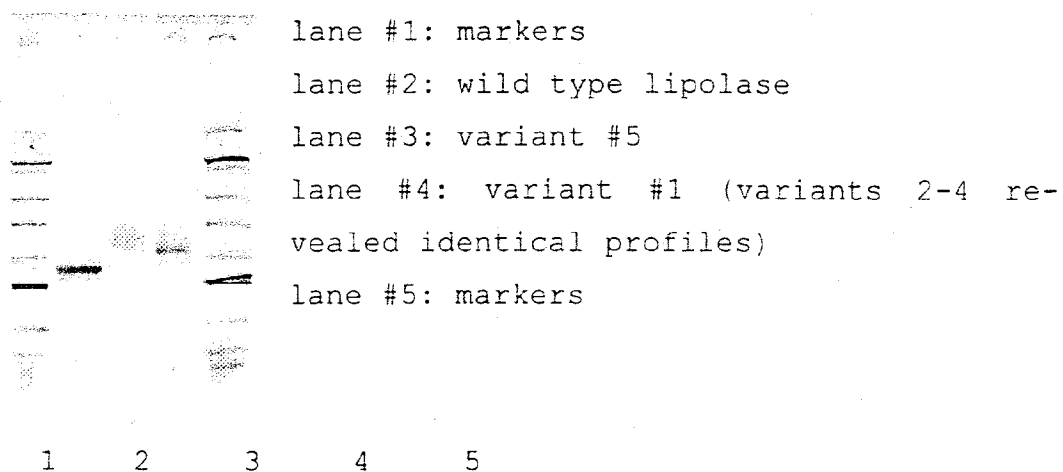 lane #1: markers
lane #2: wild type lipolase
lane #3: variant #5
lane #4: variant #1 (variants 2-4 re-
vealed identical profiles)
lane #5: markers
1 2 3 4 5